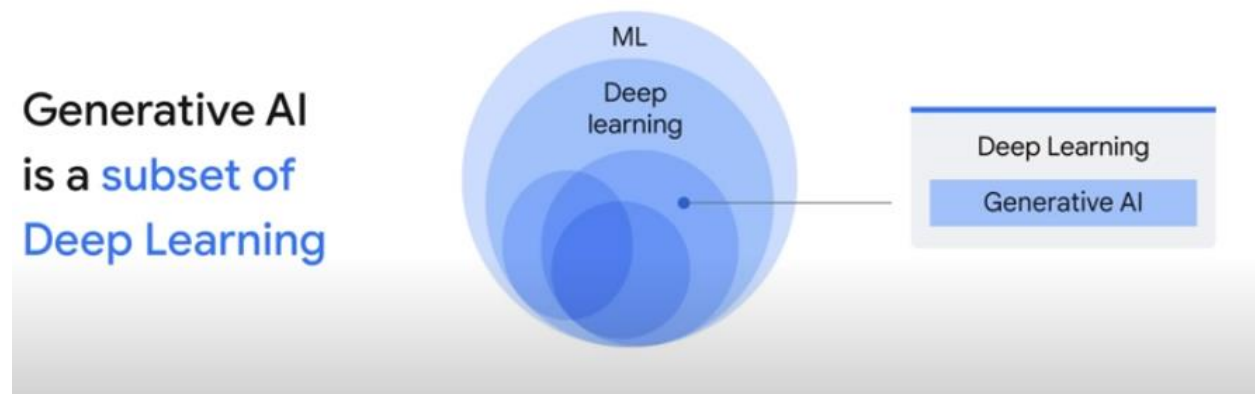 Generative AI
is a subset of
Deep Learning
ML
Deep
learning
Deep Learning
Generative AI